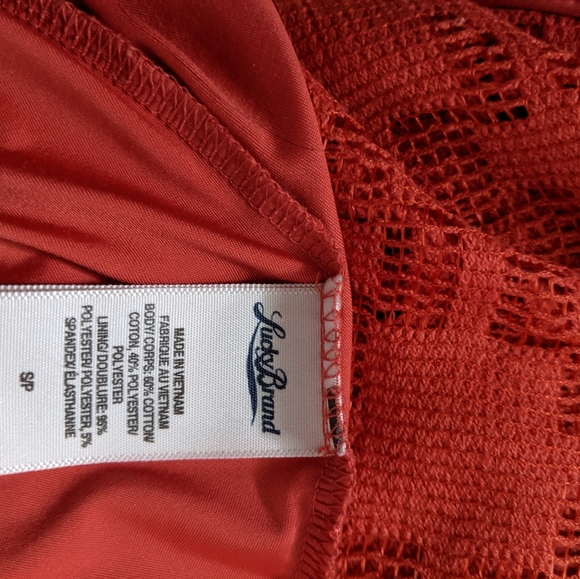 Lucky Brand
MADE IN VIETNAM
FABRIQUE AU VIETNAM
BODY/ CORPS: 60% COTTON/
COTON, 40% POLYESTER/
POLYESTER
LINING/ DOUBLURE: 95%
POLYESTER/ POLYESTER, 5%
SPANDEX/ ÉLASTHANNE
S/P